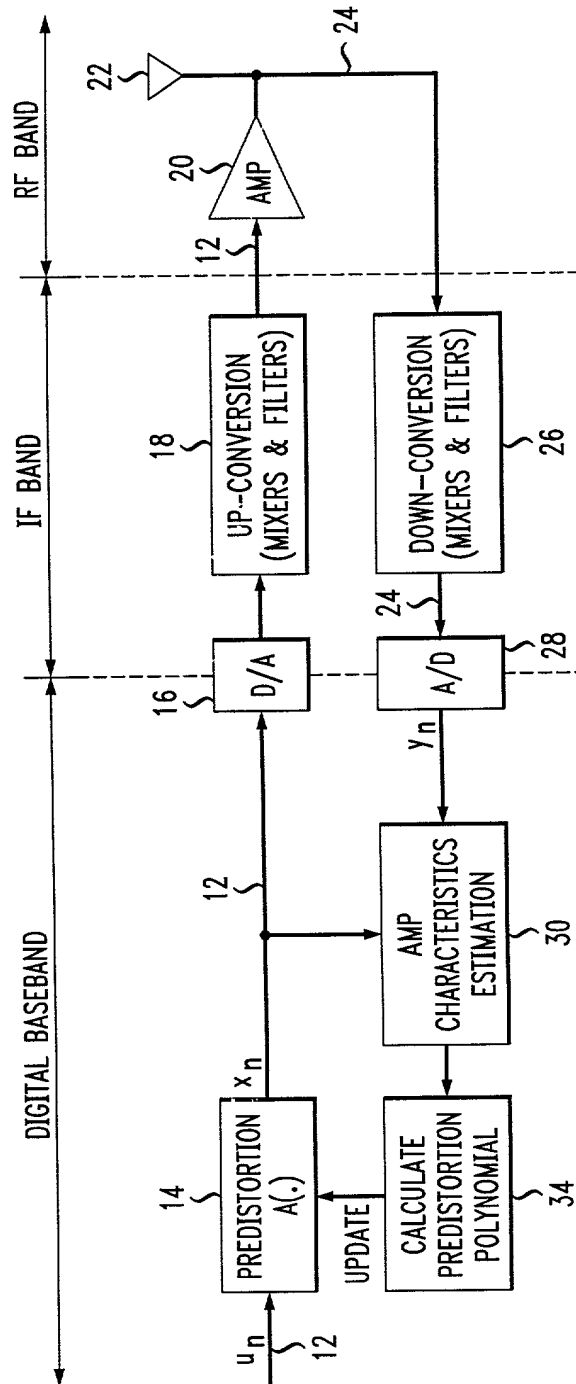 DIGITAL BASEBAND
IF BAND
RF BAND
u n
12
14
PREDISTORTION
A(.)
x n
12
16
D/A
18
UP-CONVERSION
(MIXERS & FILTERS)
12
20
AMP
22
24
UPDATE
CALCULATE
PREDISTORTION
POLYNOMIAL
34
AMP
CHARACTERISTICS
ESTIMATION
30
y n
A/D
28
24
DOWN-CONVERSION
(MIXERS & FILTERS)
26